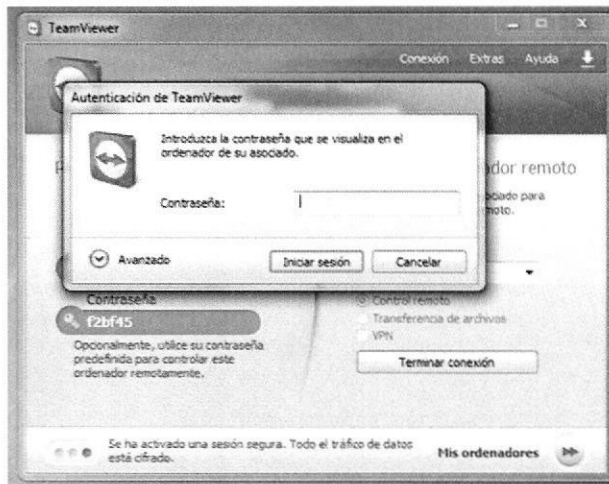 TeamViewer
Conexión Extras Ayuda
Autenticación de TeamViewer
Introduzca la contraseña que se visualiza en el
ordenador de su asociado.
Contraseña:
Avanzado
Iniciar sesión
Cancelar
ador remoto
ociado para
moto.
Contraseña
f2bf45
Opcionalmente, utilice su contraseña
predefinida para controlar este
ordenador remotamente.
Control remoto
Transferencia de archivos
VPN
Terminar conexión
Se ha activado una sesión segura. Todo el tráfico de datos
está cifrado.
Mis ordenadores